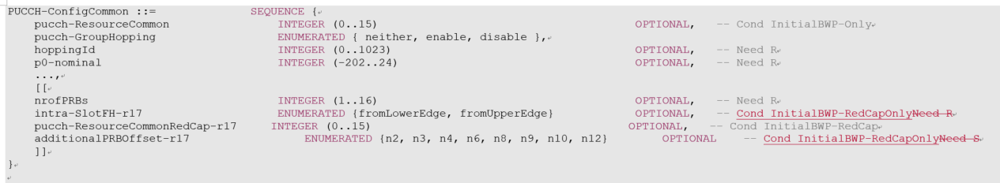 PUCCH-ConfigCommon ::= SEQUENCE {
pucch-ResourceCommon INTEGER (0..15) OPTIONAL, -- Cond InitialBWP-Only
pucch-GroupHopping ENUMERATED { neither, enable, disable },
hoppingId INTEGER (0..1023) OPTIONAL, -- Need R
p0-nominal INTEGER (-202..24) OPTIONAL, -- Need R
...,
[[
nrofPRBs INTEGER (1..16) OPTIONAL, -- Need R
intra-SlotFH-r17 ENUMERATED {fromLowerEdge, fromUpperEdge} OPTIONAL, -- Cond InitialBWP-RedCapOnlyNeed R
pucch-ResourceCommonRedCap-r17 INTEGER (0..15) OPTIONAL, -- Cond InitialBWP-RedCap
additionalPRBOffset-r17 ENUMERATED {n2, n3, n4, n6, n8, n9, n10, n12} OPTIONAL -- Cond InitialBWP-RedCapOnlyNeed S
]]
}